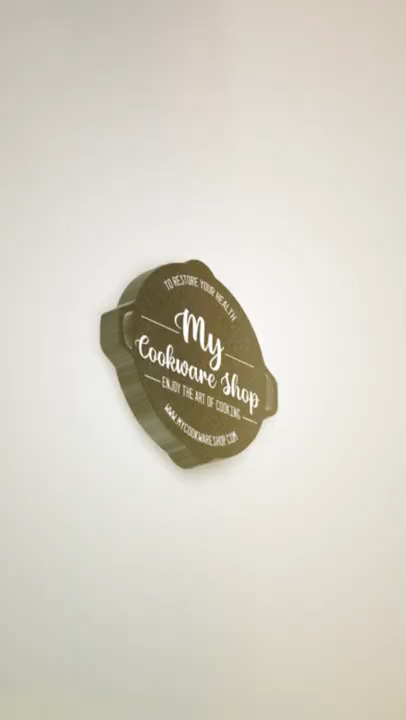 TO RESTORE YOUR HEALTH
My
Cookware Shop
ENJOY THE ART OF COOKING
WWW.MYCOOKWARESHOP.COM